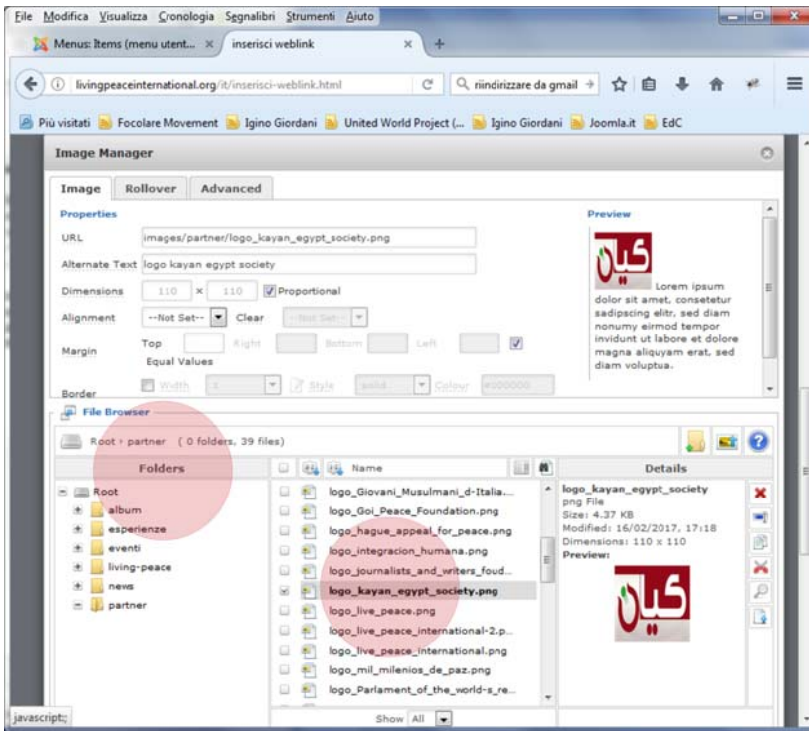 File Modifica Visualizza Cronologia Segnalibri Strumenti Aiuto
Menus: Items (menu utent... × inserisci weblink × +
livingpeaceinternational.org/it/inserisci-weblink.html riindirizzare da gmail
Più visitati Focolare Movement Igino Giordani United World Project (... Igino Giordani Joomla.it EdC
Image Manager
Image Rollover Advanced
Properties
URL images/partner/logo_kayan_egypt_society.png
Alternate Text logo kayan egypt society
Dimensions 110 × 110 Proportional
Alignment --Not Set-- Clear --Not Set--
Margin Top Right Bottom Left
Equal Values
Border Width 1 Style solid Colour #000000
Preview
كيان
Lorem ipsum
dolor sit amet, consetetur
sadipscing elitr, sed diam
nonumy eirmod tempor
invidunt ut labore et dolore
magna aliquyam erat, sed
diam voluptua.
File Browser
Root › partner ( 0 folders, 39 files)
Folders
Root
album
esperienze
eventi
living-peace
news
partner
Name
logo_Giovani_Musulmani_d-Italia....
logo_Goi_Peace_Foundation.png
logo_hague_appeal_for_peace.png
logo_integracion_humana.png
logo_journalists_and_writers_foud...
logo_kayan_egypt_society.png
logo_live_peace.png
logo_live_peace_international-2.p...
logo_live_peace_international.png
logo_mil_milenios_de_paz.png
logo_Parlament_of_the_world-s_re...
Show All
Details
logo_kayan_egypt_society
png File
Size: 4.37 KB
Modified: 16/02/2017, 17:18
Dimensions: 110 x 110
Preview:
كيان
javascript:;